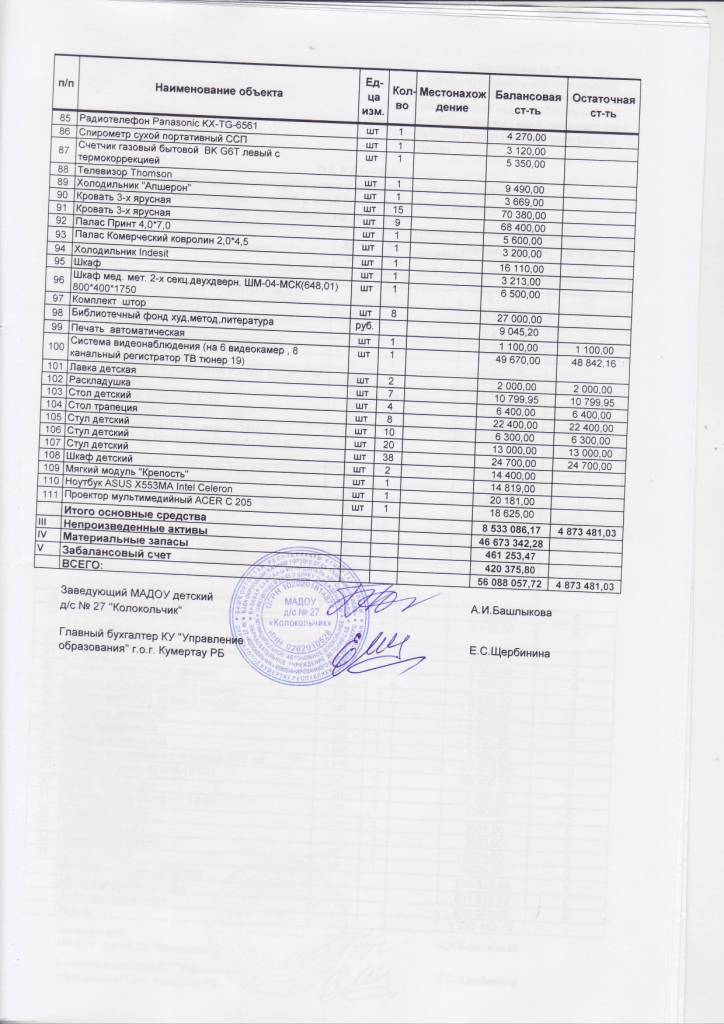 п/п Наименование объекта Ед-ца изм. Кол-во Местонахождение Балансовая ст-ть Остаточная ст-ть
85 Радиотелефон Panasonic KX-TG-6561 шт 1 4 270,00
86 Спирометр сухой портативный ССП шт 1 3 120,00
87 Счетчик газовый бытовой ВК G6T левый с термокоррекцией шт 1 5 350,00
88 Телевизор Thomson шт 1 9 490,00
89 Холодильник "Апшерон" шт 1 3 669,00
90 Кровать 3-х ярусная шт 15 70 380,00
91 Кровать 3-х ярусная шт 9 68 400,00
92 Палас Принт 4,0*7,0 шт 1 5 600,00
93 Палас Комерческий ковролин 2,0*4,5 шт 1 3 200,00
94 Холодильник Indesit шт 1 16 110,00
95 Шкаф шт 1 3 213,00
96 Шкаф мед. мет. 2-х секц.двухдверн. ШМ-04-МСК(648,01) 800*400*1750 шт 1 6 500,00
97 Комплект штор шт 8 27 000,00
98 Библиотечный фонд худ,метод,литература руб. 9 045,20
99 Печать автоматическая шт 1 1 100,00 1 100,00
100 Система видеонаблюдения (на 6 видеокамер , 8 канальный регистратор ТВ тюнер 19) шт 1 49 670,00 48 842,16
101 Лавка детская шт 2 2 000,00 2 000,00
102 Раскладушка шт 7 10 799,95 10 799,95
103 Стол детский шт 4 6 400,00 6 400,00
104 Стол трапеция шт 8 22 400,00 22 400,00
105 Стул детский шт 10 6 300,00 6 300,00
106 Стул детский шт 20 13 000,00 13 000,00
107 Стул детский шт 38 24 700,00 24 700,00
108 Шкаф детский шт 2 14 400,00
109 Мягкий модуль "Крепость" шт 1 14 819,00
110 Ноутбук ASUS X553MA Intel Celeron шт 1 20 181,00
111 Проектор мультимедийный ACER C 205 шт 1 18 625,00
Итого основные средства 8 533 086,17 4 873 481,03
III Непроизведенные активы 46 673 342,28
IV Материальные запасы 461 253,47
V Забалансовый счет 420 375,80
ВСЕГО: 56 088 057,72 4 873 481,03
Заведующий МАДОУ детский
д/с № 27 "Колокольчик" А.И.Башлыкова
Главный бухгалтер КУ "Управление
образования" г.о.г. Кумертау РБ Е.С.Щербинина
МАДОУ
д/с № 27
«Колокольчик»